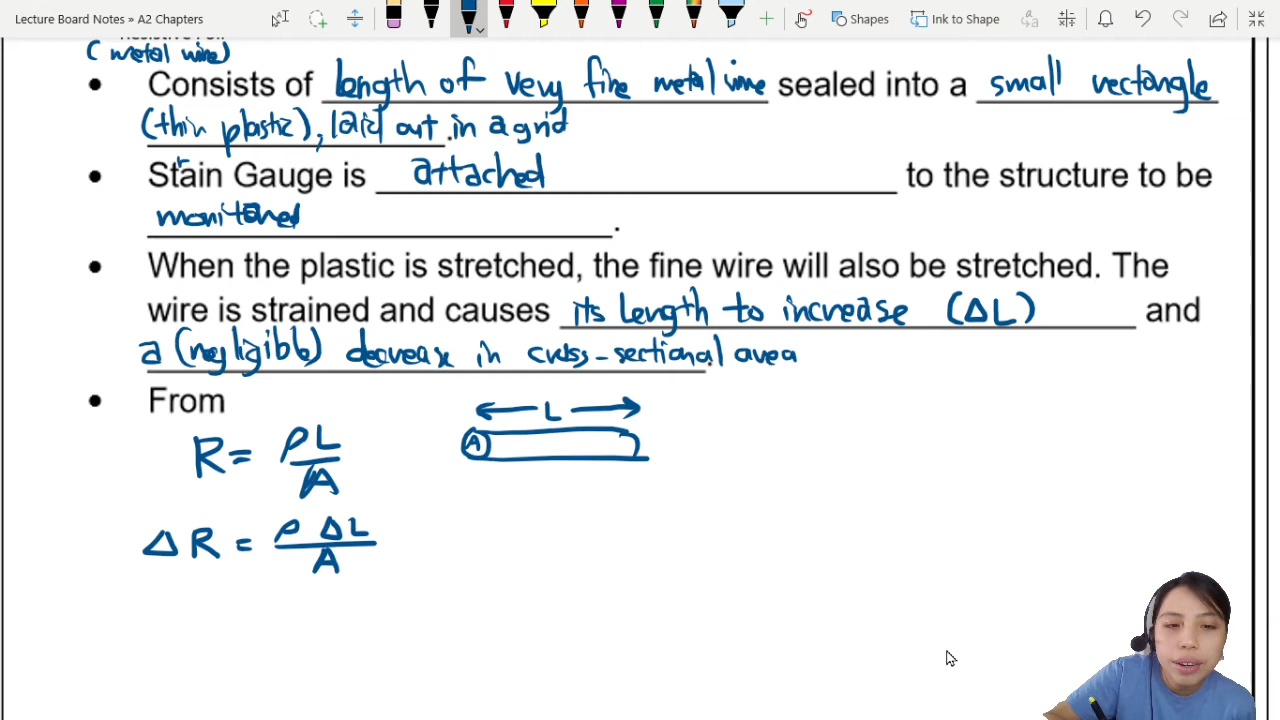 Lecture Board Notes » A2 Chapters
Shapes
Ink to Shape
(metal wire)
• Consists of length of very fine metal wire sealed into a small rectangle
(thin plastic), laid out in a grid.
• Strain Gauge is attached to the structure to be
monitored.
• When the plastic is stretched, the fine wire will also be stretched. The
wire is strained and causes its length to increase (ΔL) and
a (negligible) decrease in cross-sectional area.
• From
L
A
R = ρL/A
ΔR = ρ ΔL/A